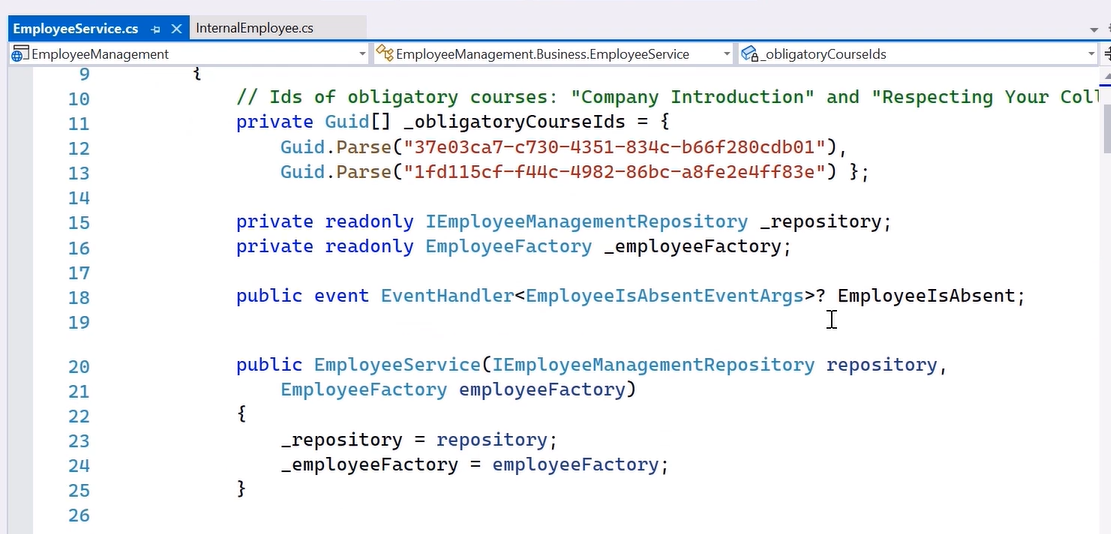 EmployeeService.cs InternalEmployee.cs
EmployeeManagement EmployeeManagement.Business.EmployeeService _obligatoryCourseIds
9 {
10 // Ids of obligatory courses: "Company Introduction" and "Respecting Your Coll
11 private Guid[] _obligatoryCourseIds = {
12 Guid.Parse("37e03ca7-c730-4351-834c-b66f280cdb01"),
13 Guid.Parse("1fd115cf-f44c-4982-86bc-a8fe2e4ff83e") };
14
15 private readonly IEmployeeManagementRepository _repository;
16 private readonly EmployeeFactory _employeeFactory;
17
18 public event EventHandler<EmployeeIsAbsentEventArgs>? EmployeeIsAbsent;
19
20 public EmployeeService(IEmployeeManagementRepository repository,
21 EmployeeFactory employeeFactory)
22 {
23 _repository = repository;
24 _employeeFactory = employeeFactory;
25 }
26